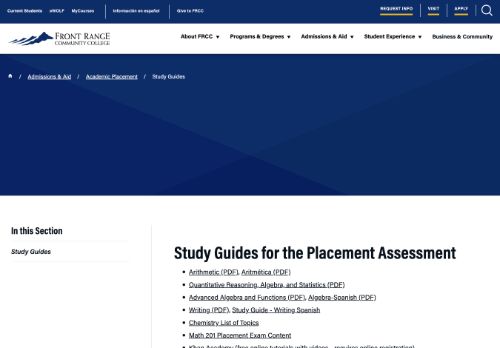 Current Students eWOLF MyCourses Información en español Give to FRCC REQUEST INFO VISIT APPLY
FRONT RANGE
COMMUNITY COLLEGE
About FRCC Programs & Degrees Admissions & Aid Student Experience Business & Community
/ Admissions & Aid / Academic Placement / Study Guides
In this Section
Study Guides
Study Guides for the Placement Assessment
Arithmetic (PDF), Aritmética (PDF)
Quantitative Reasoning, Algebra, and Statistics (PDF)
Advanced Algebra and Functions (PDF), Algebra-Spanish (PDF)
Writing (PDF), Study Guide - Writing Spanish
Chemistry List of Topics
Math 201 Placement Exam Content
Khan Academy (free online tutorials with videos - requires online registration)